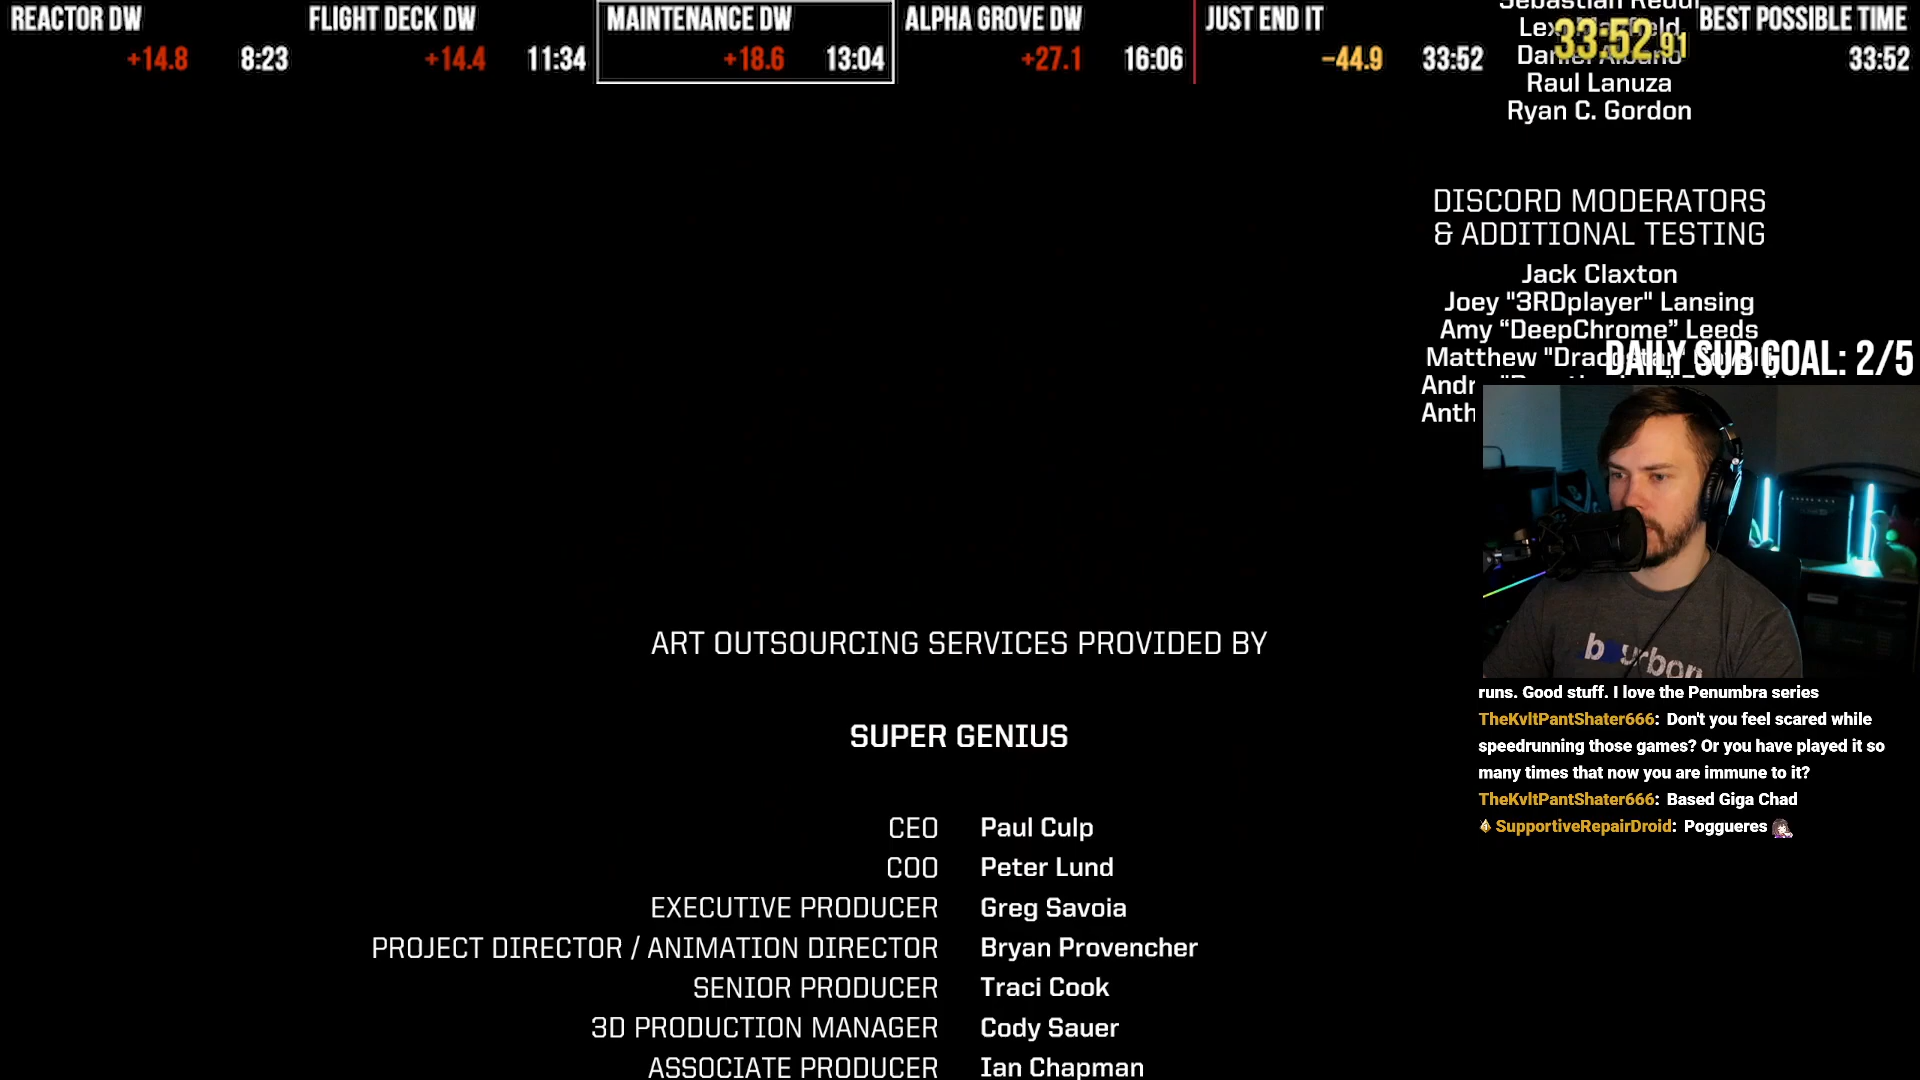 REACTOR DW
+14.8 8:23
FLIGHT DECK DW
+14.4 11:34
MAINTENANCE DW
+18.6 13:04
ALPHA GROVE DW
+27.1 16:06
JUST END IT
-44.9 33:52
33:52.91
BEST POSSIBLE TIME
33:52
Sebastian
Raul Lanuza
Ryan C. Gordon
DISCORD MODERATORS
& ADDITIONAL TESTING
Jack Claxton
Joey "3RDplayer" Lansing
Amy “DeepChrome” Leeds
Matthew
DAILY SUB GOAL: 2/5
bourbon
ART OUTSOURCING SERVICES PROVIDED BY
SUPER GENIUS
CEO Paul Culp
COO Peter Lund
EXECUTIVE PRODUCER Greg Savoia
PROJECT DIRECTOR / ANIMATION DIRECTOR Bryan Provencher
SENIOR PRODUCER Traci Cook
3D PRODUCTION MANAGER Cody Sauer
ASSOCIATE PRODUCER Ian Chapman
runs. Good stuff. I love the Penumbra series
TheKvltPantShater666: Don't you feel scared while
speedrunning those games? Or you have played it so
many times that now you are immune to it?
TheKvltPantShater666: Based Giga Chad
SupportiveRepairDroid: Poggueres